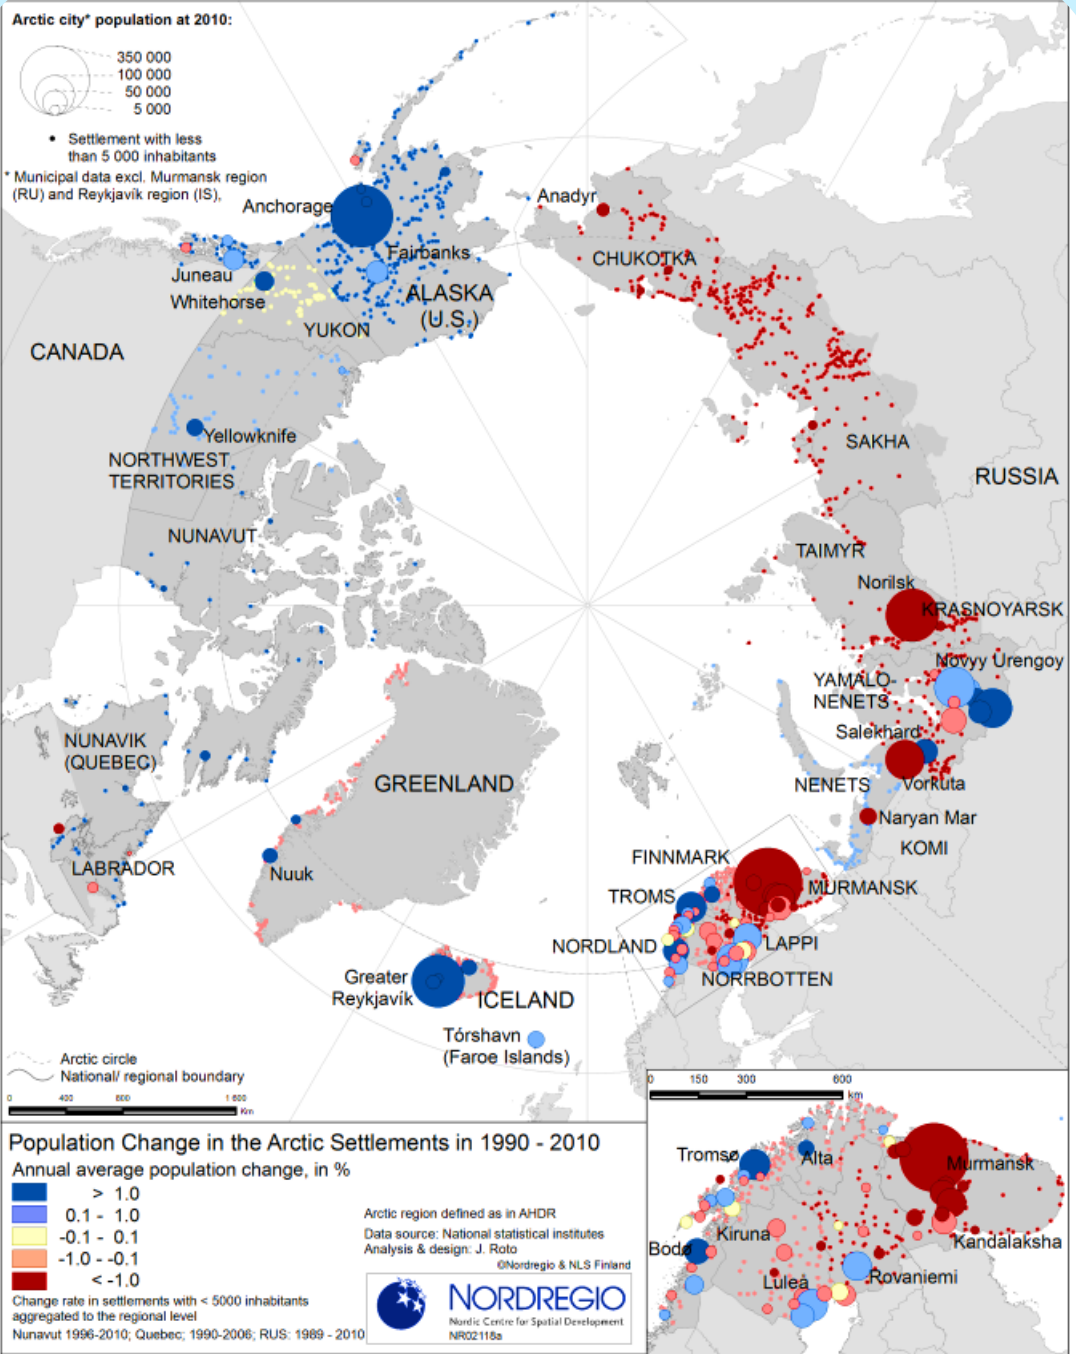 Arctic city* population at 2010:
350 000
100 000
50 000
5 000
Settlement with less
than 5 000 inhabitants
* Municipal data excl. Murmansk region
(RU) and Reykjavík region (IS),
Anchorage
Fairbanks
Juneau
Whitehorse
ALASKA
(U.S.)
YUKON
CANADA
Anadyr
CHUKOTKA
Yellowknife
NORTHWEST
TERRITORIES
SAKHA
RUSSIA
NUNAVUT
TAIMYR
Norilsk
KRASNOYARSK
Novyy Urengoy
YAMALO-
NENETS
Salekhard
NENETS
Vorkuta
Naryan Mar
KOMI
NUNAVIK
(QUEBEC)
GREENLAND
LABRADOR
Nuuk
FINNMARK
MURMANSK
TROMS
NORDLAND
LAPPI
NORRBOTTEN
Greater
Reykjavík
ICELAND
Tórshavn
(Faroe Islands)
Arctic circle
National/ regional boundary
0 400 800 1 600
Km
0 150 300 600
km
Tromsø
Alta
Murmansk
Kiruna
Kandalaksha
Bodø
Luleå
Rovaniemi
Population Change in the Arctic Settlements in 1990 - 2010
Annual average population change, in %
> 1.0
0.1 - 1.0
-0.1 - 0.1
-1.0 - -0.1
< -1.0
Change rate in settlements with < 5000 inhabitants
aggregated to the regional level
Nunavut 1996-2010; Quebec; 1990-2006; RUS: 1989 - 2010
Arctic region defined as in AHDR
Data source: National statistical institutes
Analysis & design: J. Roto
©Nordregio & NLS Finland
NORDREGIO
Nordic Centre for Spatial Development
NR02118a